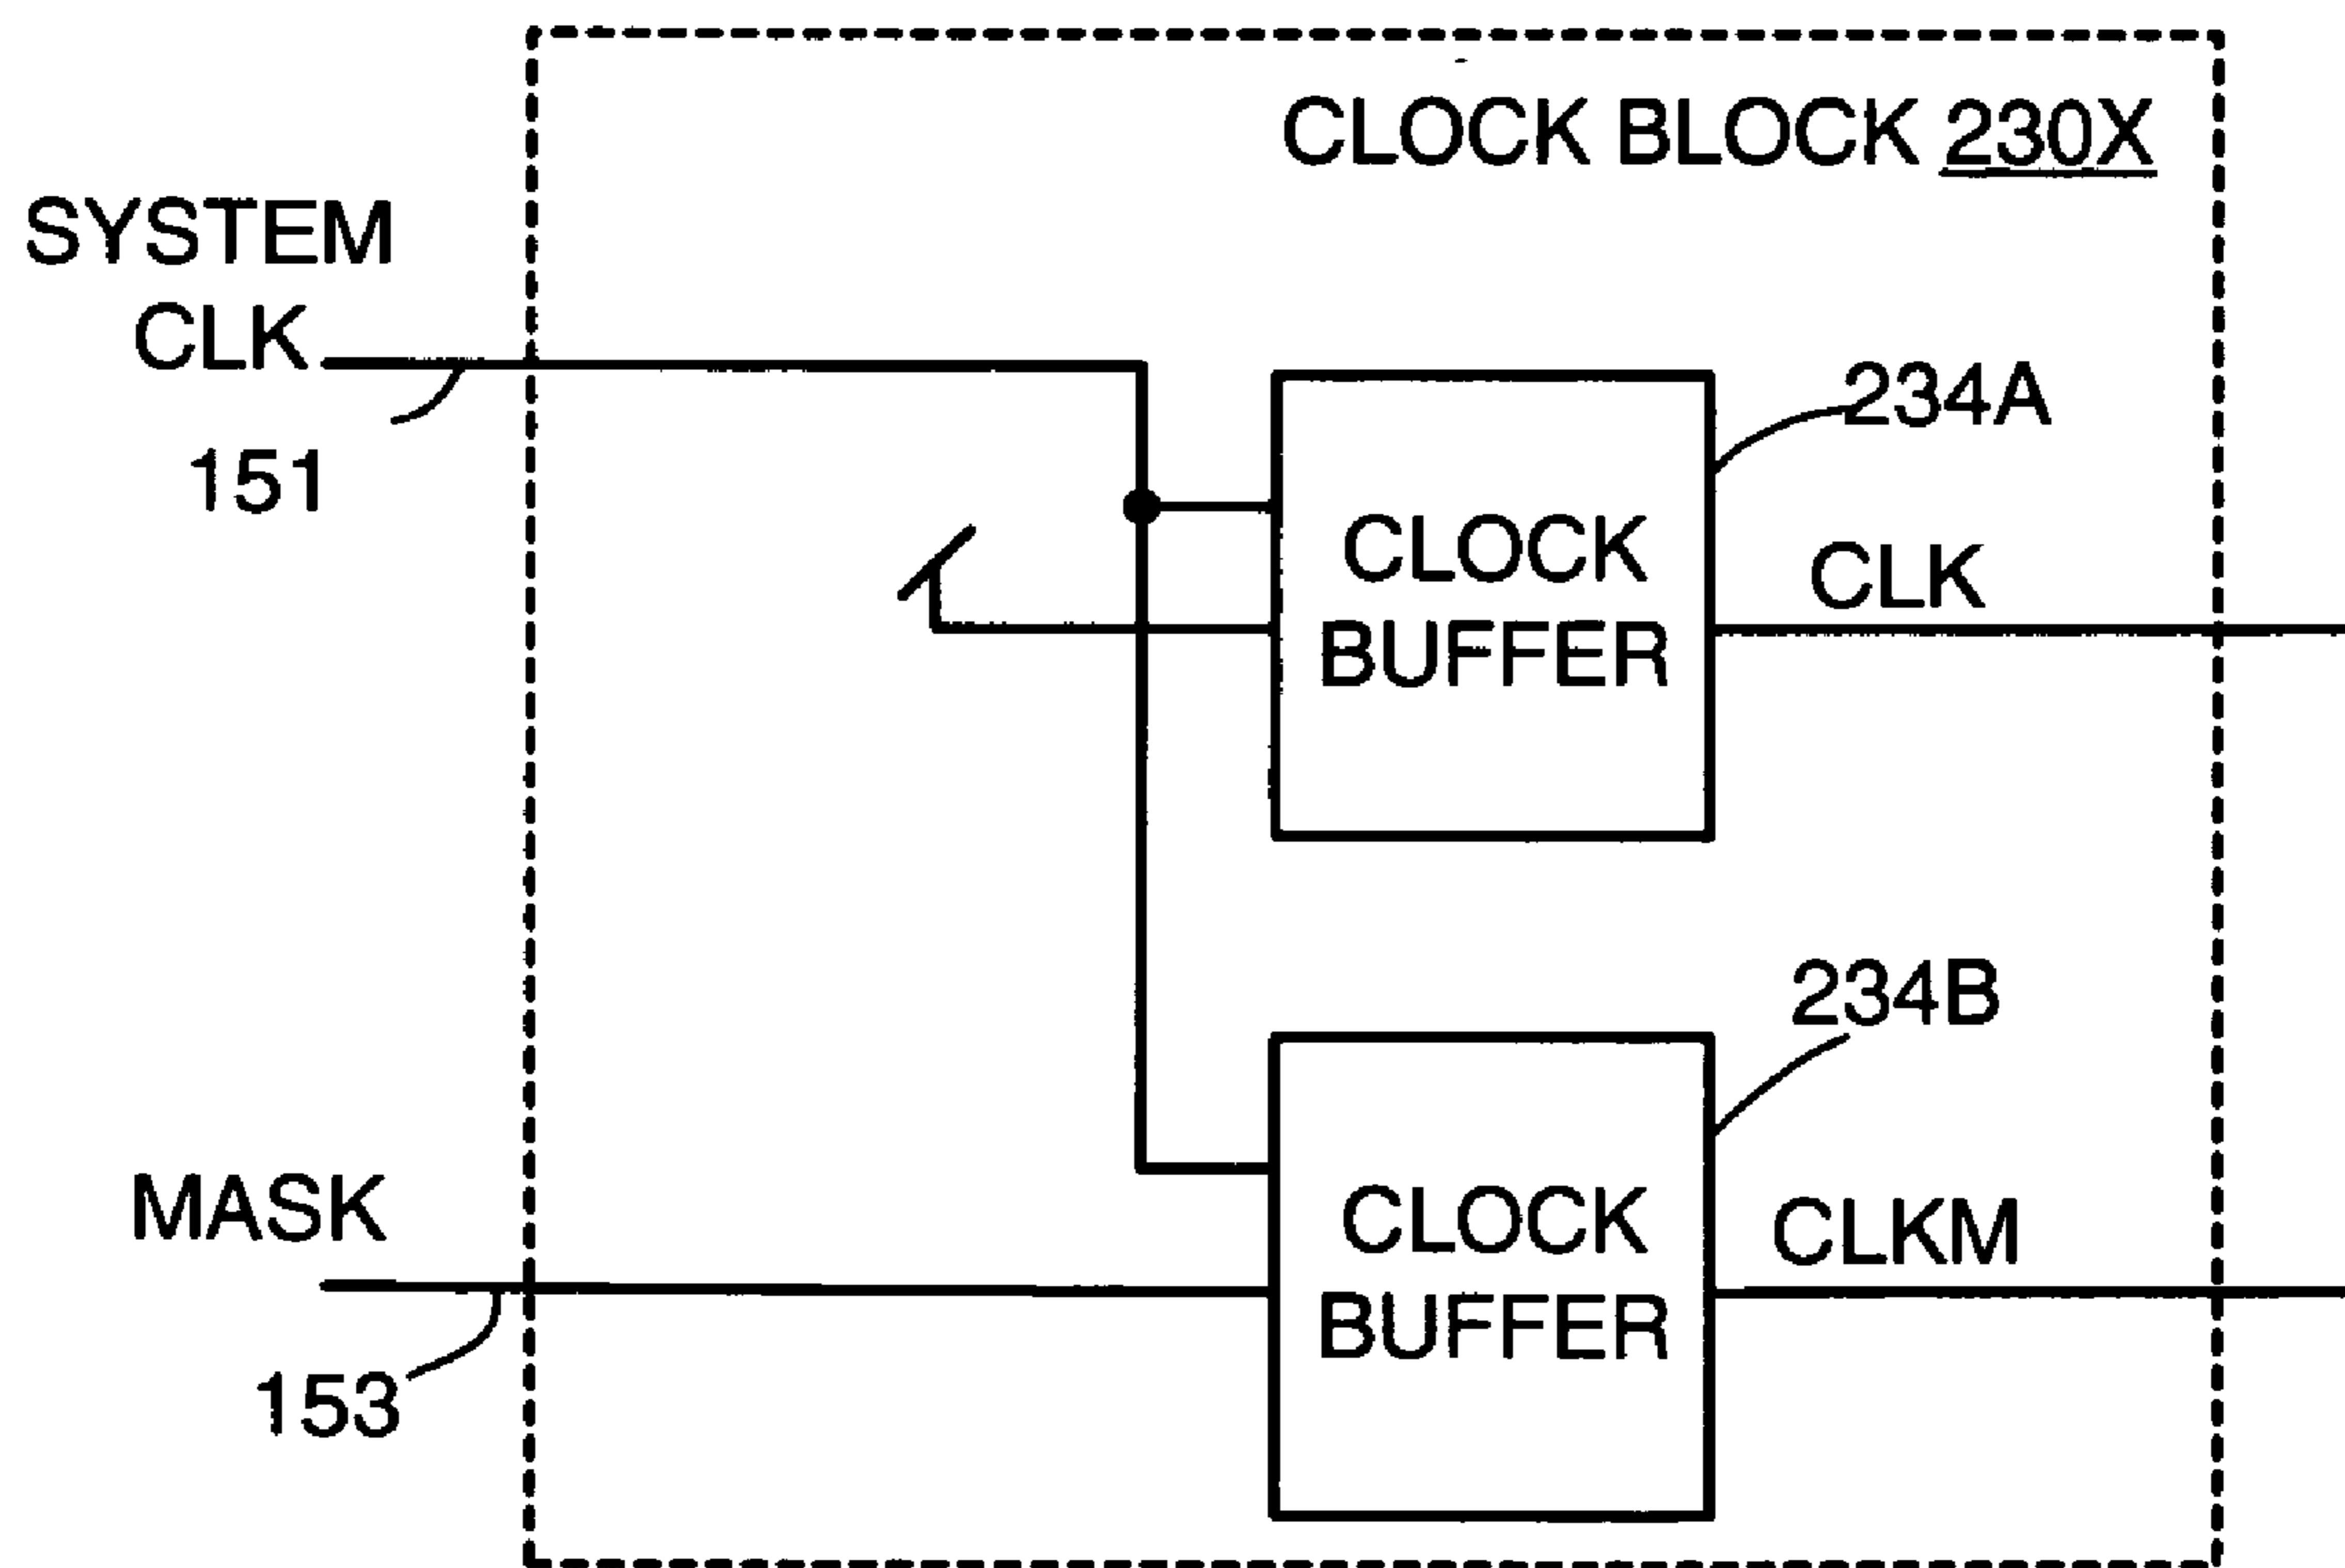 CLOCK BLOCK 230X
SYSTEM
CLK
151
234A
CLOCK
BUFFER
CLK
234B
MASK
153
CLOCK
BUFFER
CLKM